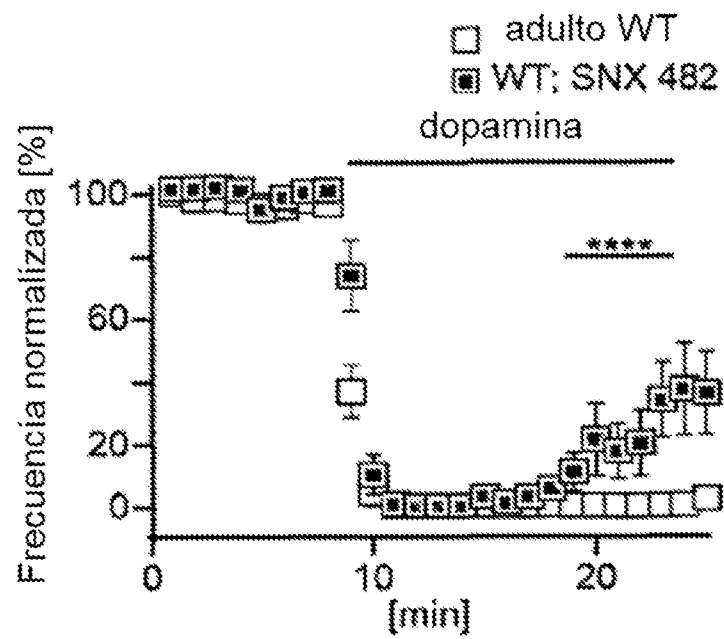 adulto WT
WT; SNX 482
dopamina
Frecuencia normalizada [%]
100
60
20
0
****
0
10
20
[min]